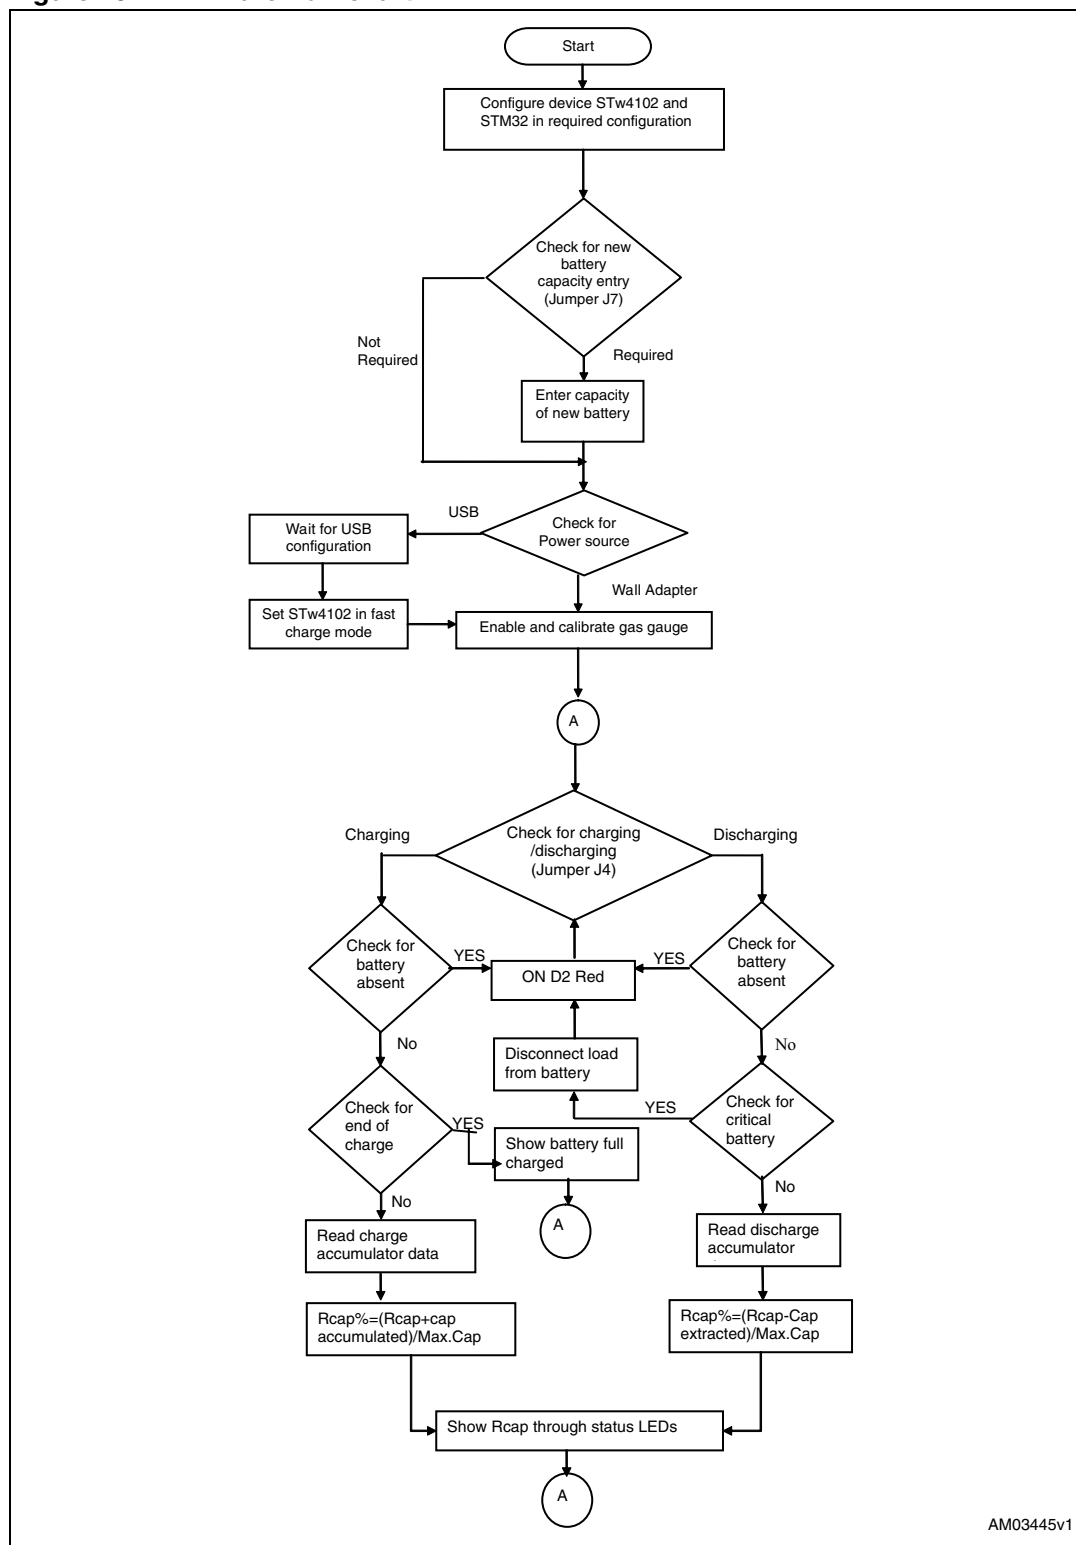 Start
Configure device STw4102 and
STM32 in required configuration
Check for new
battery
capacity entry
(Jumper J7)
Not
Required
Required
Enter capacity
of new battery
USB
Check for
Power source
Wait for USB
configuration
Wall Adapter
Set STw4102 in fast
charge mode
Enable and calibrate gas gauge
A
Charging
Check for charging
/discharging
(Jumper J4)
Discharging
Check for
battery
absent
YES
ON D2 Red
YES
Check for
battery
absent
No
Disconnect load
from battery
No
Check for
end of
charge
YES
Show battery full
charged
YES
Check for
critical
battery
No
A
No
Read charge
accumulator data
Read discharge
accumulator
Rcap%=(Rcap+cap
accumulated)/Max.Cap
Rcap%=(Rcap-Cap
extracted)/Max.Cap
Show Rcap through status LEDs
A
AM03445v1